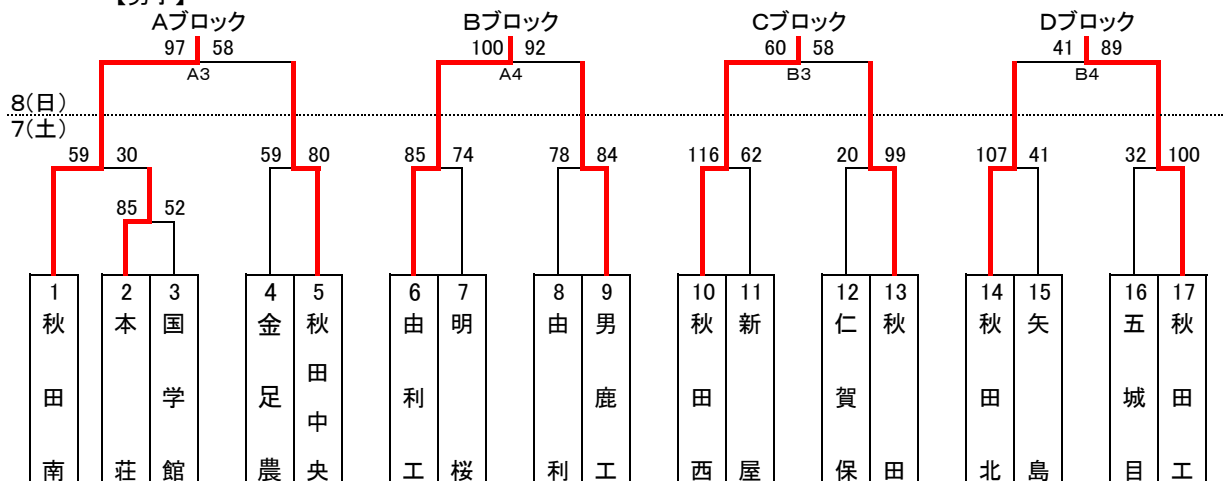 【男子】
Aブロック Bブロック Cブロック Dブロック
97 58 100 92 60 58 41 89
A3 A4 B3 B4
8(日)
7(土)
59 30 59 80 85 74 78 84 116 62 20 99 107 41 32 100
85 52
1 2 3 4 5 6 7 8 9 10 11 12 13 14 15 16 17
秋田南
本荘
国学館
金足農
秋田中央
由利工
明桜
由利
男鹿工
秋田西
新屋
仁賀保
秋田
秋田北
矢島
五城目
秋田工